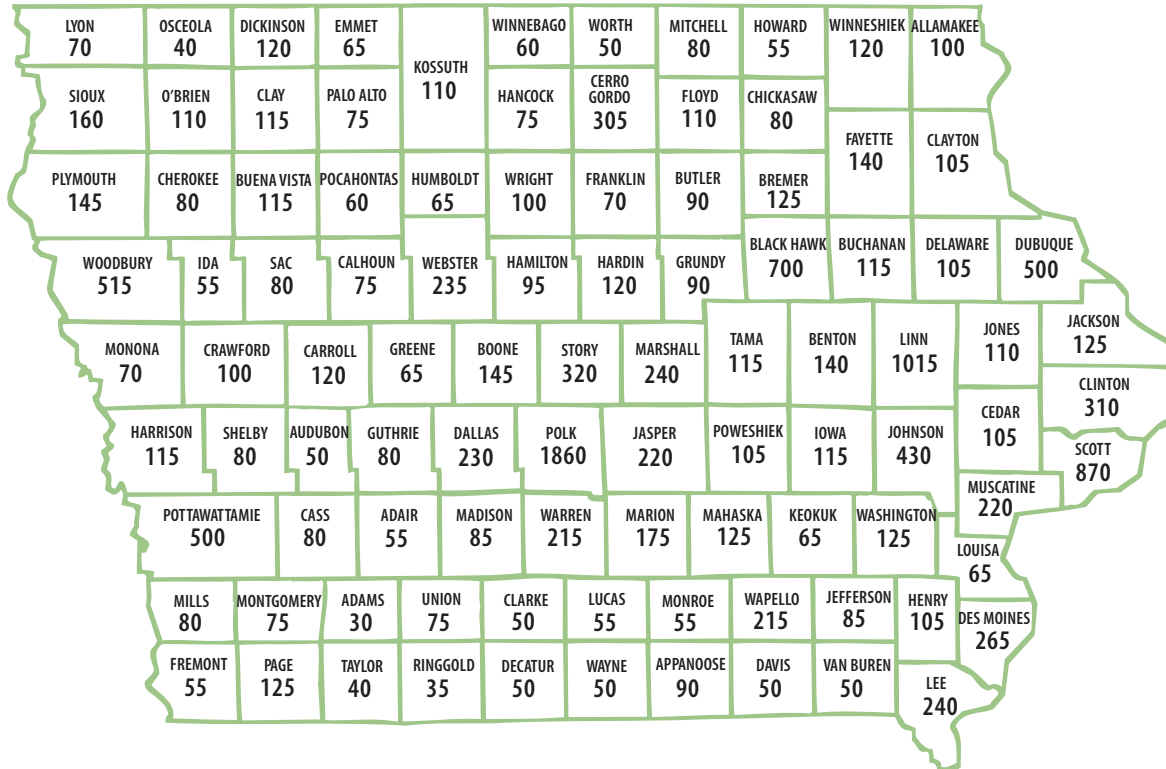 LYON
70
OSCEOLA
40
DICKINSON
120
EMMET
65
KOSSUTH
110
WINNEBAGO
60
WORTH
50
MITCHELL
80
HOWARD
55
WINNESHIEK
120
ALLAMAKEE
100
SIOUX
160
O'BRIEN
110
CLAY
115
PALO ALTO
75
HANCOCK
75
CERRO
GORDO
305
FLOYD
110
CHICKASAW
80
FAYETTE
140
CLAYTON
105
PLYMOUTH
145
CHEROKEE
80
BUENA VISTA
115
POCAHONTAS
60
HUMBOLDT
65
WRIGHT
100
FRANKLIN
70
BUTLER
90
BREMER
125
WOODBURY
515
IDA
55
SAC
80
CALHOUN
75
WEBSTER
235
HAMILTON
95
HARDIN
120
GRUNDY
90
BLACK HAWK
700
BUCHANAN
115
DELAWARE
105
DUBUQUE
500
MONONA
70
CRAWFORD
100
CARROLL
120
GREENE
65
BOONE
145
STORY
320
MARSHALL
240
TAMA
115
BENTON
140
LINN
1015
JONES
110
JACKSON
125
CLINTON
310
HARRISON
115
SHELBY
80
AUDUBON
50
GUTHRIE
80
DALLAS
230
POLK
1860
JASPER
220
POWESHIEK
105
IOWA
115
JOHNSON
430
CEDAR
105
SCOTT
870
MUSCATINE
220
POTTAWATTAMIE
500
CASS
80
ADAIR
55
MADISON
85
WARREN
215
MARION
175
MAHASKA
125
KEOKUK
65
WASHINGTON
125
LOUISA
65
MILLS
80
MONTGOMERY
75
ADAMS
30
UNION
75
CLARKE
50
LUCAS
55
MONROE
55
WAPELLO
215
JEFFERSON
85
HENRY
105
DES MOINES
265
FREMONT
55
PAGE
125
TAYLOR
40
RINGGOLD
35
DECATUR
50
WAYNE
50
APPANOOSE
90
DAVIS
50
VAN BUREN
50
LEE
240